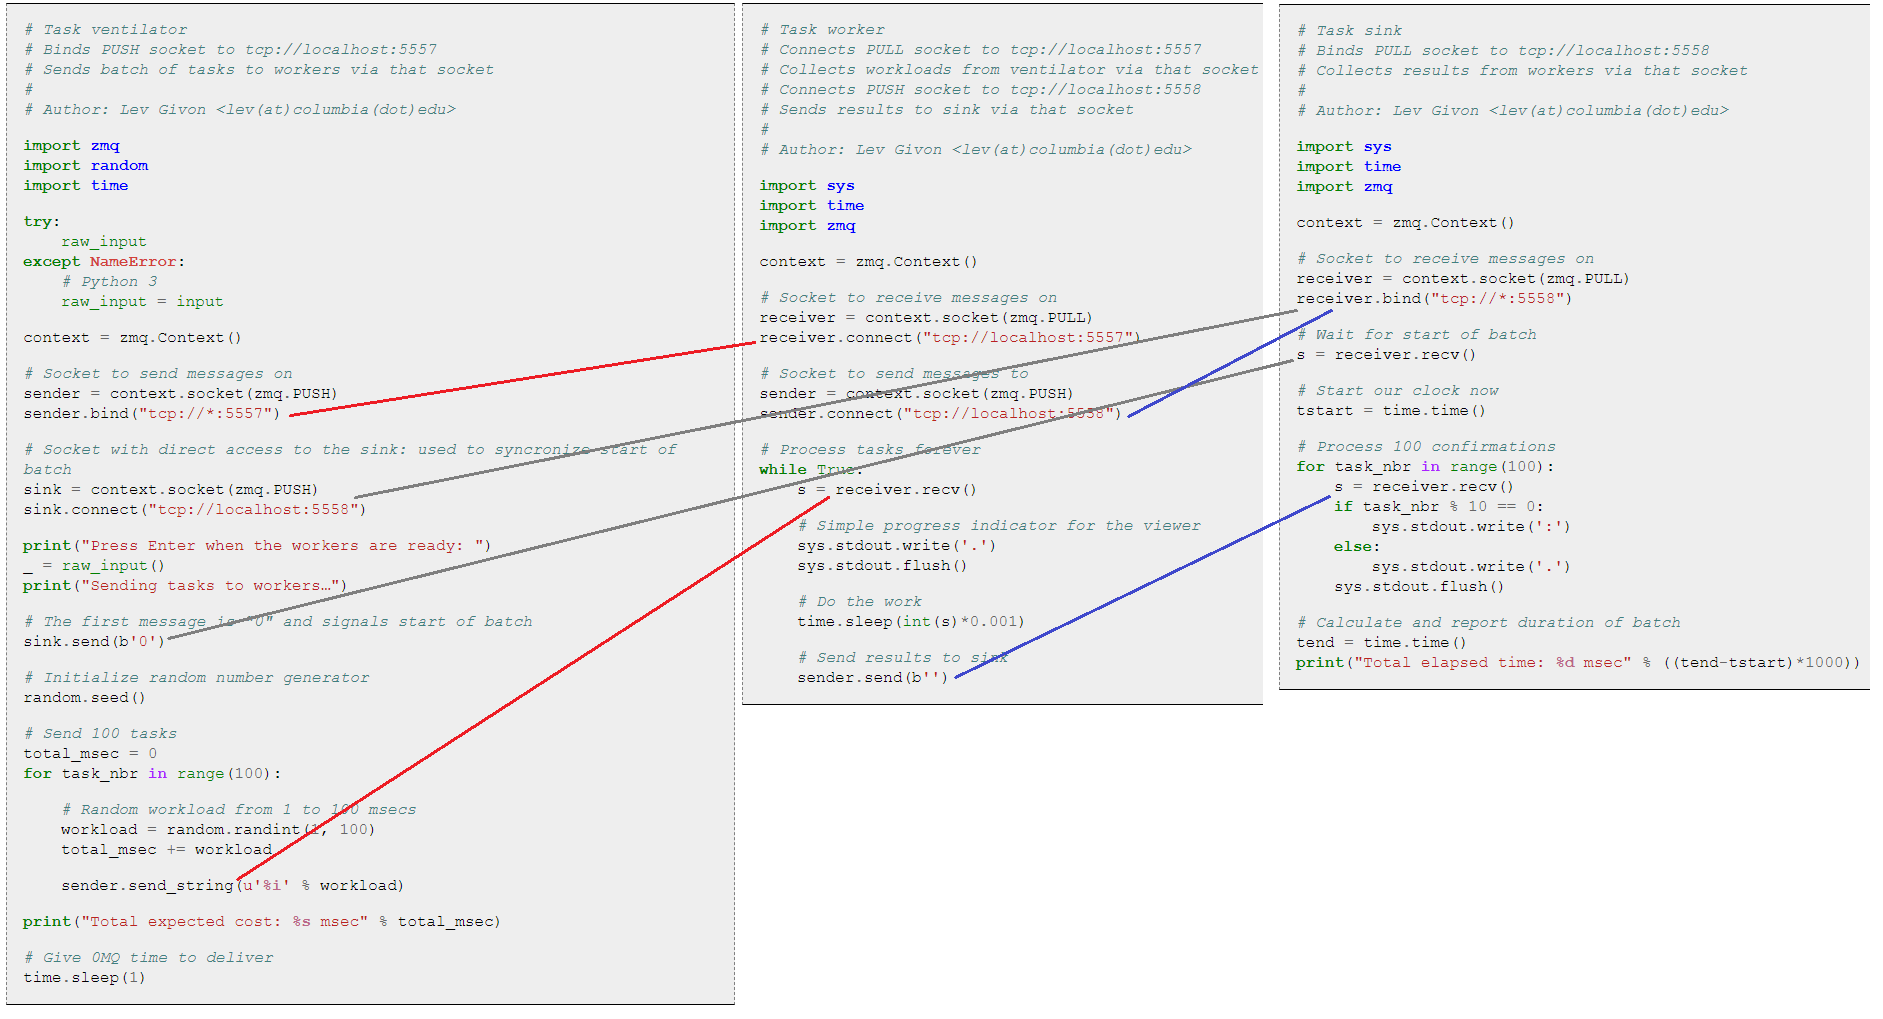 # Task ventilator
# Binds PUSH socket to tcp://localhost:5557
# Sends batch of tasks to workers via that socket
#
# Author: Lev Givon <lev(at)columbia(dot)edu>
import zmq
import random
import time
try:
    raw_input
except NameError:
    # Python 3
    raw_input = input
context = zmq.Context()
# Socket to send messages on
sender = context.socket(zmq.PUSH)
sender.bind("tcp://*:5557")
# Socket with direct access to the sink: used to syncronize start of
batch
sink = context.socket(zmq.PUSH)
sink.connect("tcp://localhost:5558")
print("Press Enter when the workers are ready: ")
_ = raw_input()
print("Sending tasks to workers…")
# The first message is "0" and signals start of batch
sink.send(b'0')
# Initialize random number generator
random.seed()
# Send 100 tasks
total_msec = 0
for task_nbr in range(100):
    # Random workload from 1 to 100 msecs
    workload = random.randint(1, 100)
    total_msec += workload
    sender.send_string(u'%i' % workload)
print("Total expected cost: %s msec" % total_msec)
# Give 0MQ time to deliver
time.sleep(1)
# Task worker
# Connects PULL socket to tcp://localhost:5557
# Collects workloads from ventilator via that socket
# Connects PUSH socket to tcp://localhost:5558
# Sends results to sink via that socket
#
# Author: Lev Givon <lev(at)columbia(dot)edu>
import sys
import time
import zmq
context = zmq.Context()
# Socket to receive messages on
receiver = context.socket(zmq.PULL)
receiver.connect("tcp://localhost:5557")
# Socket to send messages to
sender = context.socket(zmq.PUSH)
sender.connect("tcp://localhost:5558")
# Process tasks forever
while True:
    s = receiver.recv()
    # Simple progress indicator for the viewer
    sys.stdout.write('.')
    sys.stdout.flush()
    # Do the work
    time.sleep(int(s)*0.001)
    # Send results to sink
    sender.send(b'')
# Task sink
# Binds PULL socket to tcp://localhost:5558
# Collects results from workers via that socket
#
# Author: Lev Givon <lev(at)columbia(dot)edu>
import sys
import time
import zmq
context = zmq.Context()
# Socket to receive messages on
receiver = context.socket(zmq.PULL)
receiver.bind("tcp://*:5558")
# Wait for start of batch
s = receiver.recv()
# Start our clock now
tstart = time.time()
# Process 100 confirmations
for task_nbr in range(100):
    s = receiver.recv()
    if task_nbr % 10 == 0:
        sys.stdout.write(':')
    else:
        sys.stdout.write('.')
    sys.stdout.flush()
# Calculate and report duration of batch
tend = time.time()
print("Total elapsed time: %d msec" % ((tend-tstart)*1000))